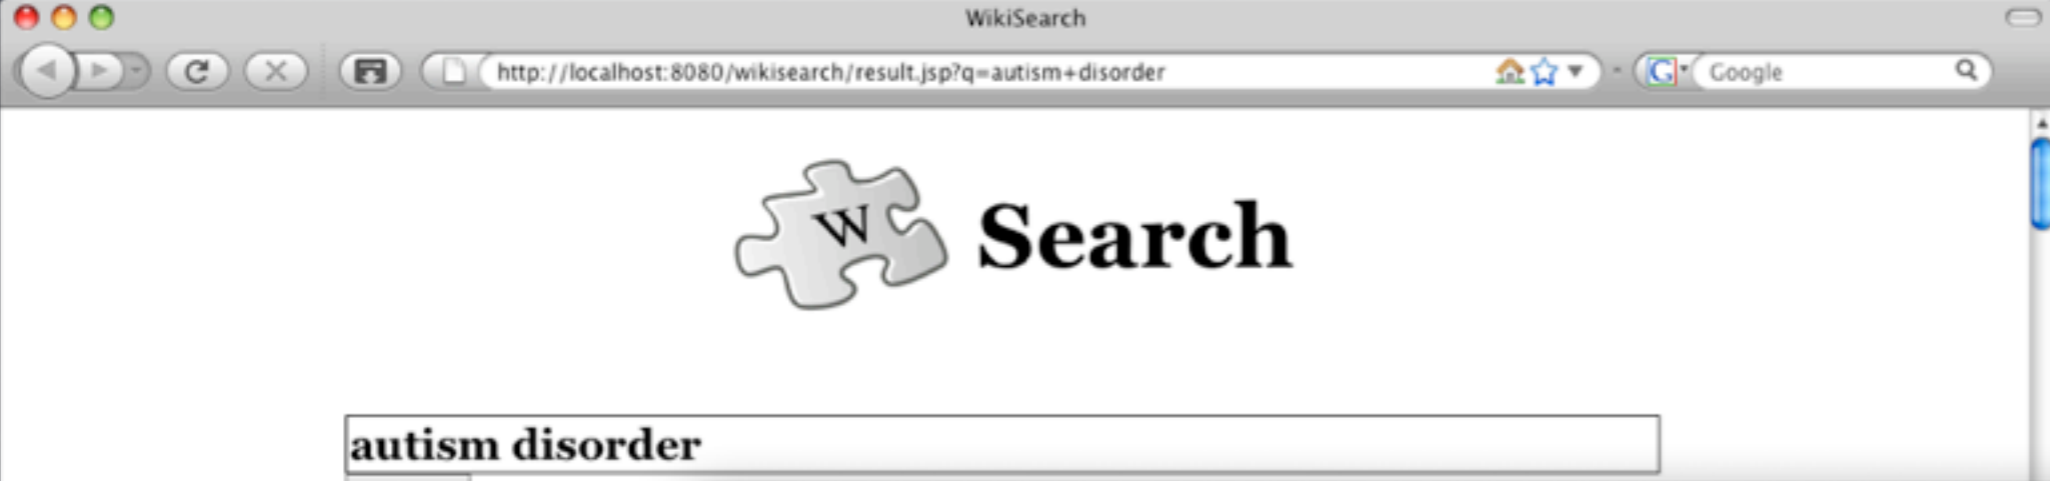 WikiSearch
http://localhost:8080/wikisearch/result.jsp?q=autism+disorder
G Google
W Search
autism disorder